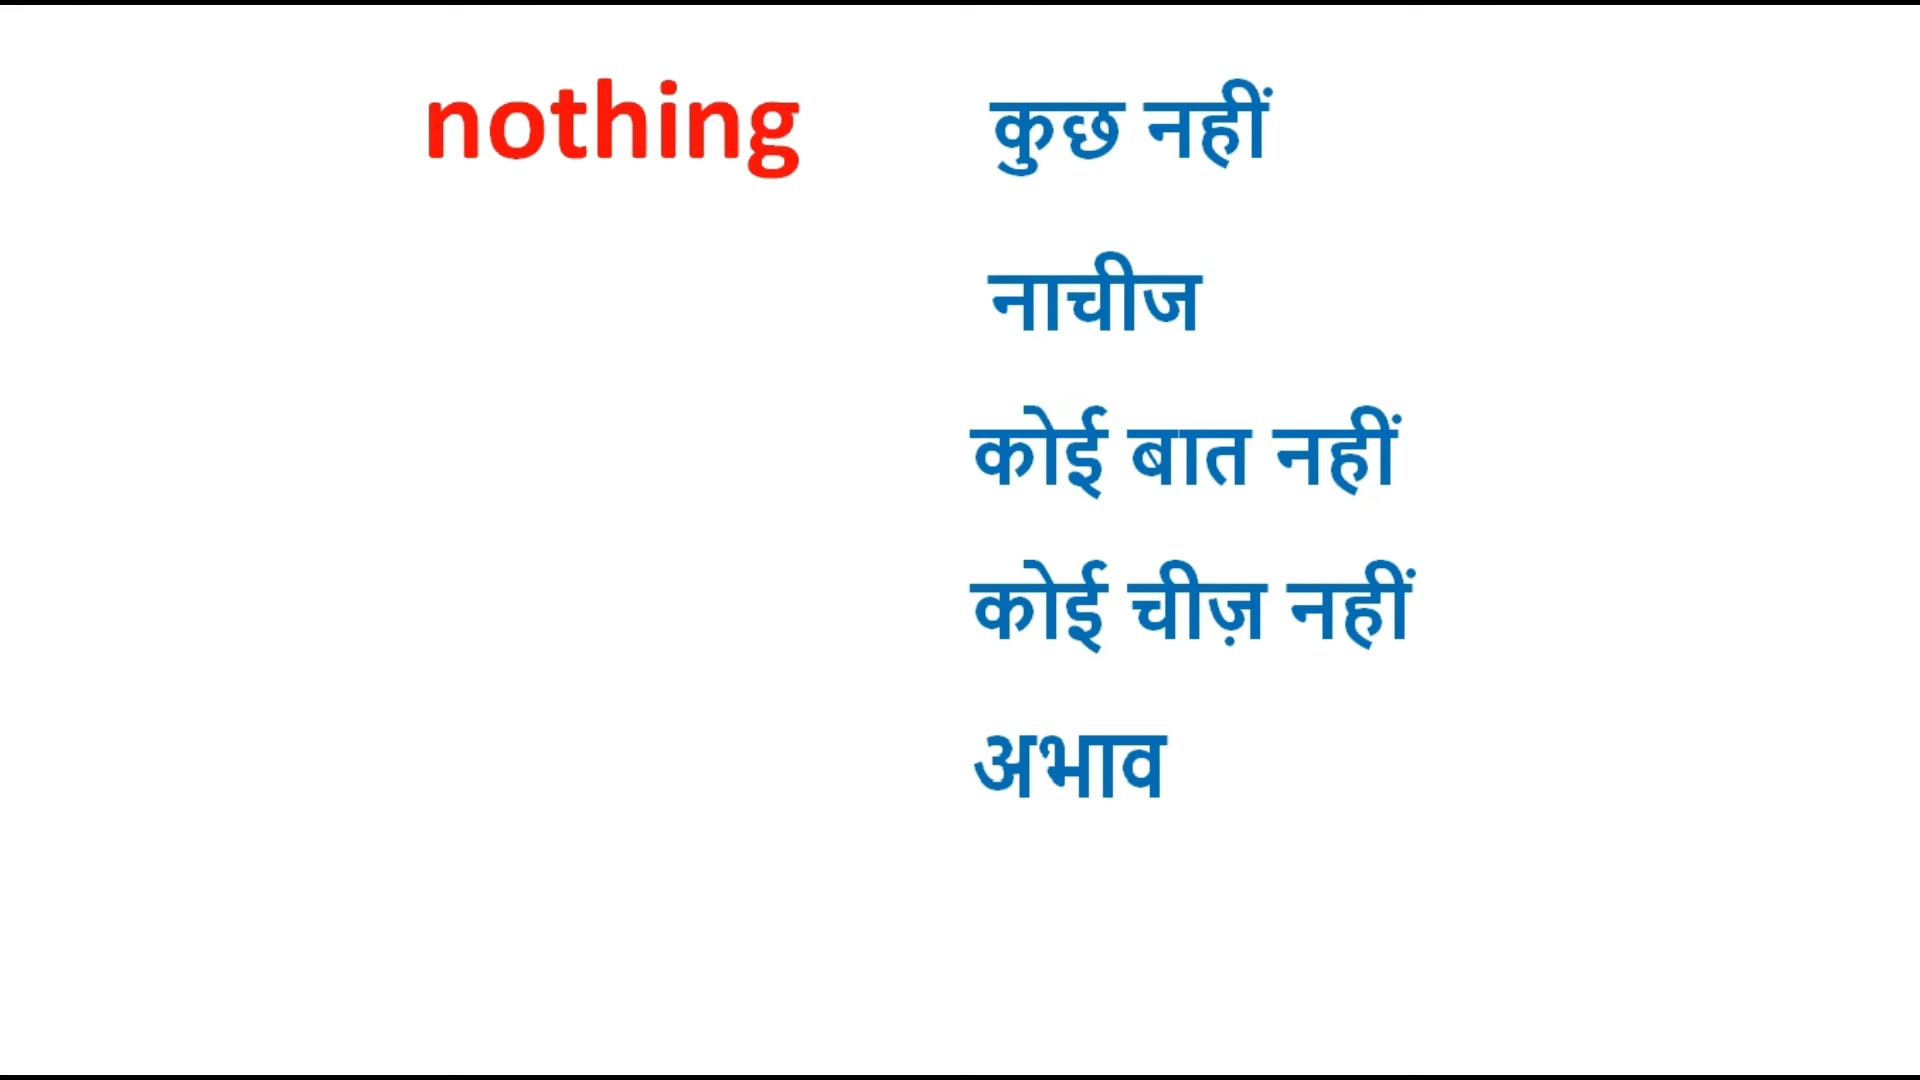 nothing कुछ नहीं
नाचीज
कोई बात नहीं
कोई चीज़ नहीं
अभाव